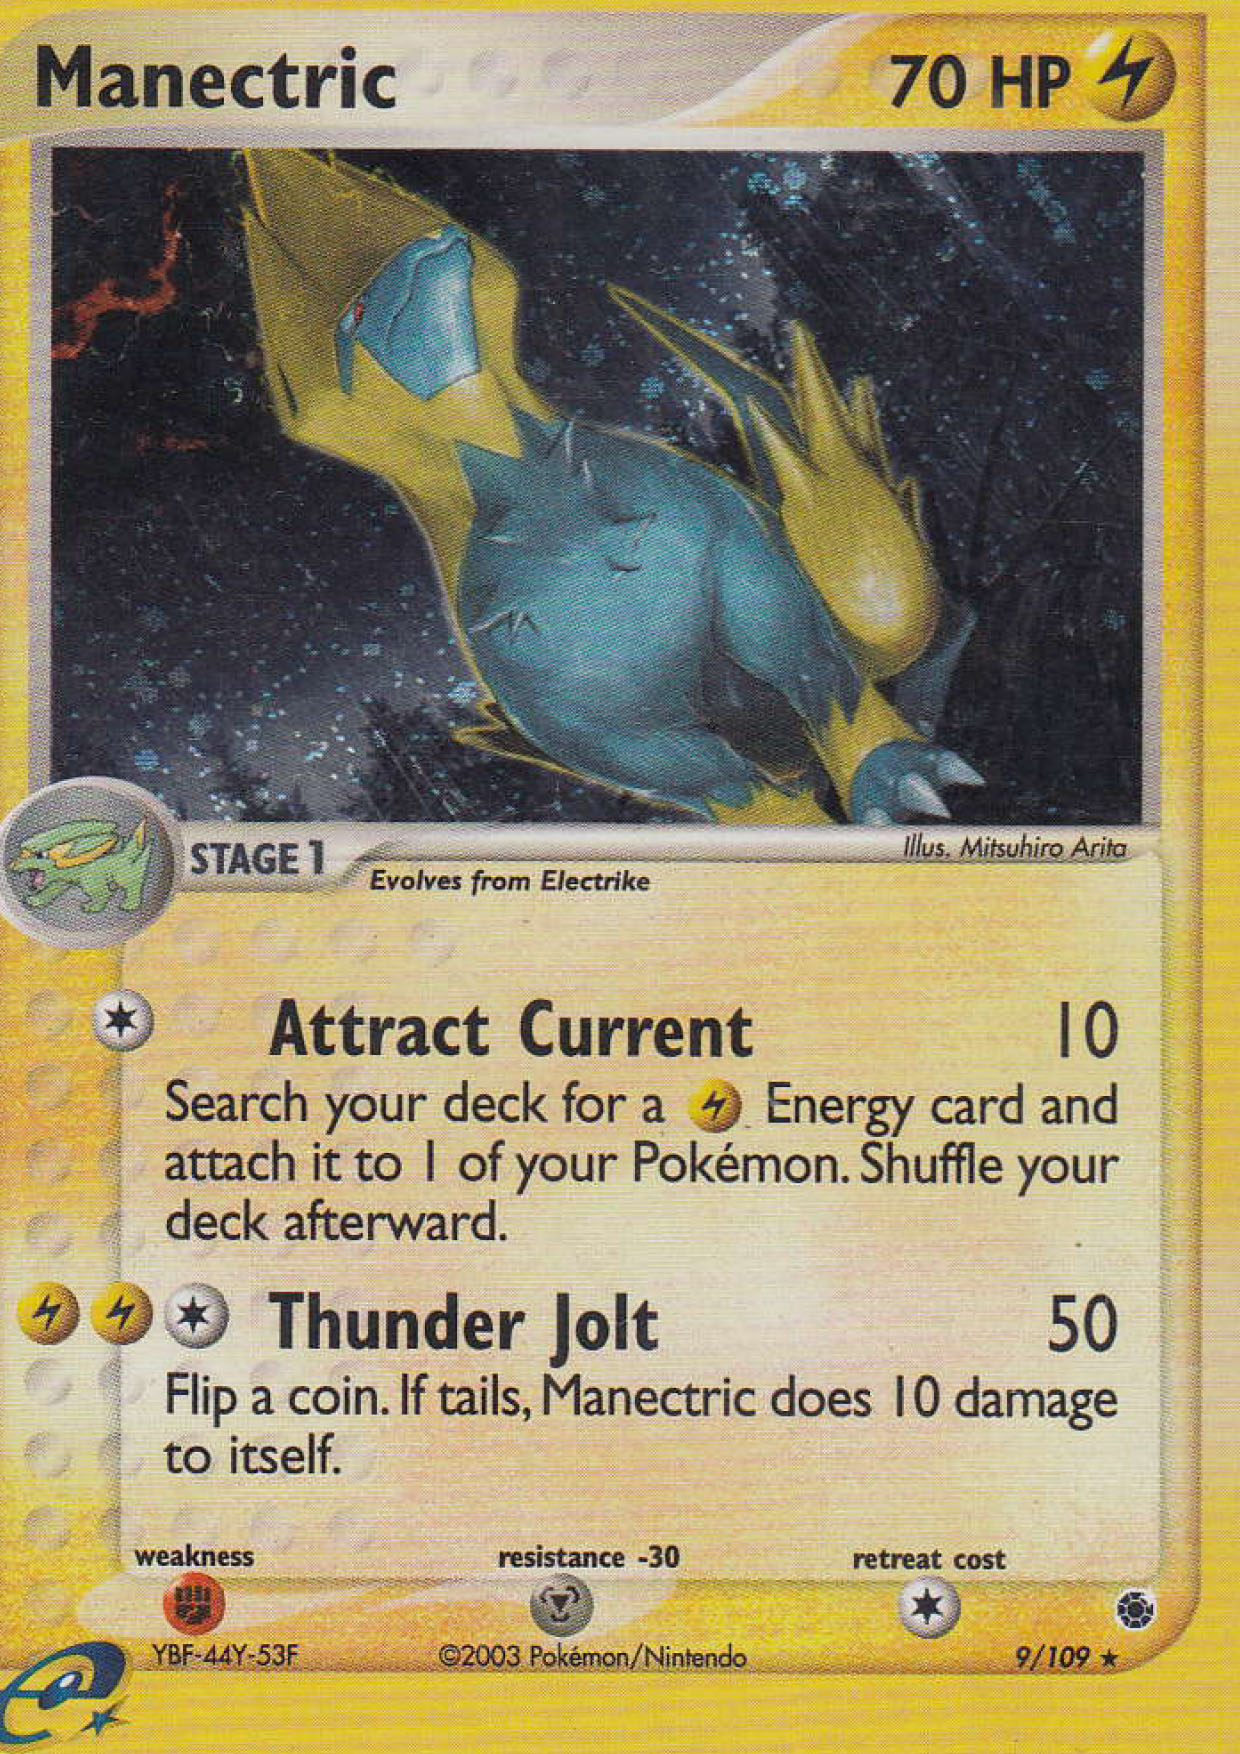 Manectric 70 HP
Illus. Mitsuhiro Arita
STAGE 1
Evolves from Electrike
Attract Current 10
Search your deck for a Energy card and
attach it to 1 of your Pokémon. Shuffle your
deck afterward.
Thunder Jolt 50
Flip a coin. If tails, Manectric does 10 damage
to itself.
weakness resistance -30 retreat cost
YBF-44Y-53F ©2003 Pokémon/Nintendo 9/109 ★